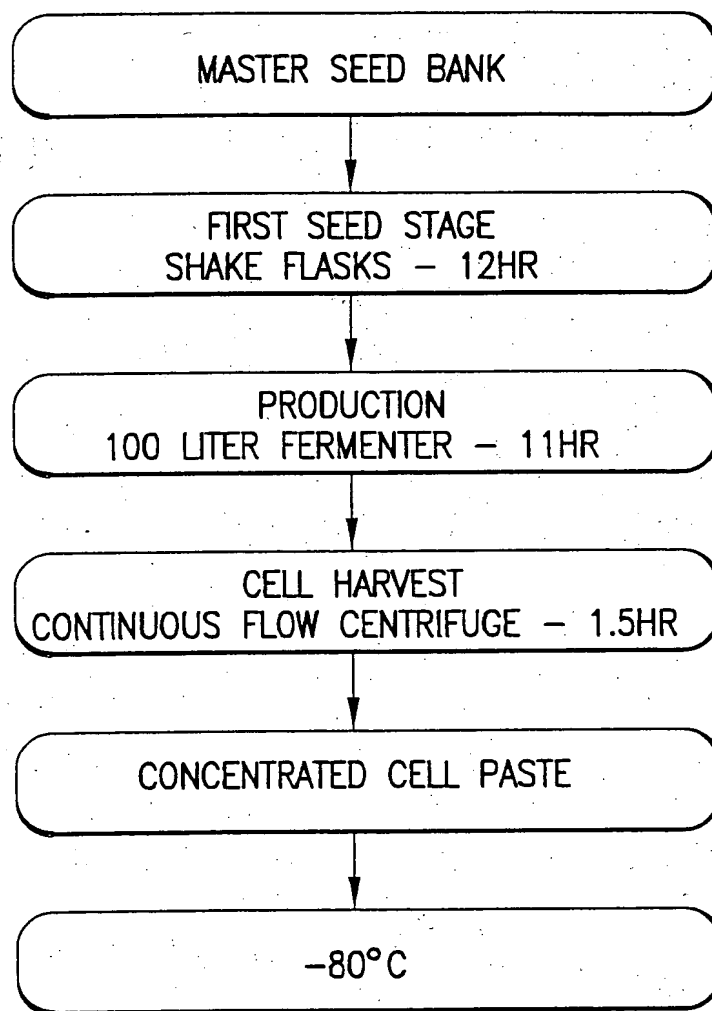 MASTER SEED BANK
FIRST SEED STAGE
SHAKE FLASKS – 12HR
PRODUCTION
100 LITER FERMENTER – 11HR
CELL HARVEST
CONTINUOUS FLOW CENTRIFUGE – 1.5HR
CONCENTRATED CELL PASTE
–80°C